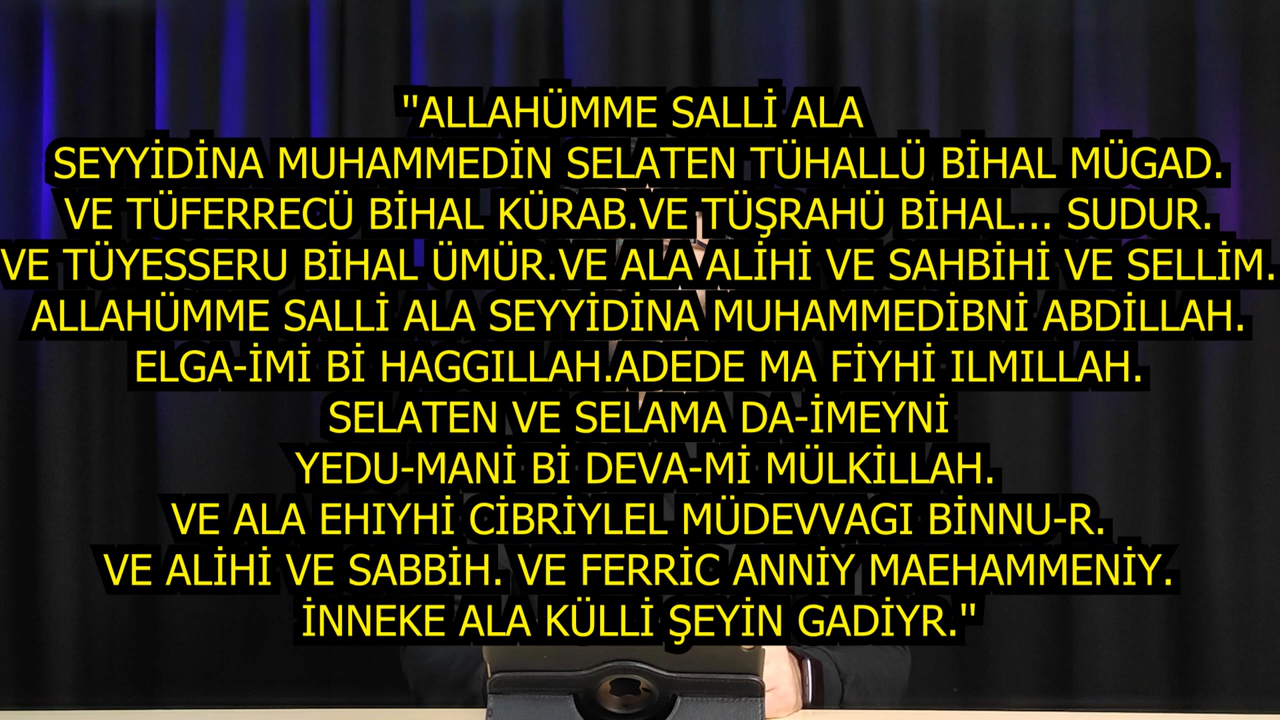 "ALLAHÜMME SALLİ ALA
SEYYİDİNA MUHAMMEDİN SELATEN TÜHALLÜ BİHAL MÜGAD.
VE TÜFERRECÜ BİHAL KÜRAB.VE TÜŞRAHÜ BİHAL... SUDUR.
VE TÜYESSERU BİHAL ÜMÜR.VE ALA ALİHİ VE SAHBİHİ VE SELLİM.
ALLAHÜMME SALLİ ALA SEYYİDİNA MUHAMMEDİBNİ ABDİLLAH.
ELGA-İMİ Bİ HAGGILLAH.ADEDE MA FİYHİ ILMILLAH.
SELATEN VE SELAMA DA-İMEYNİ
YEDU-MANİ Bİ DEVA-Mİ MÜLKİLLAH.
VE ALA EHIYHİ CİBRİYLEL MÜDEVVAGI BİNNU-R.
VE ALİHİ VE SABBİH. VE FERRİC ANNİY MAEHAMMENİY.
İNNEKE ALA KÜLLİ ŞEYİN GADİYR."